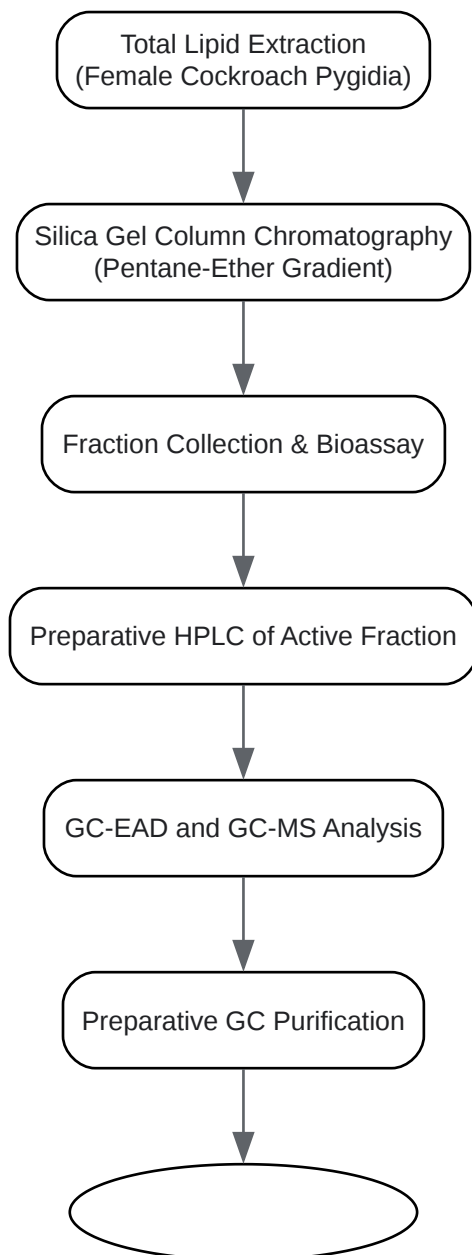 Total Lipid Extraction
(Female Cockroach Pygidia)
Silica Gel Column Chromatography
(Pentane-Ether Gradient)
Fraction Collection & Bioassay
Preparative HPLC of Active Fraction
GC-EAD and GC-MS Analysis
Preparative GC Purification